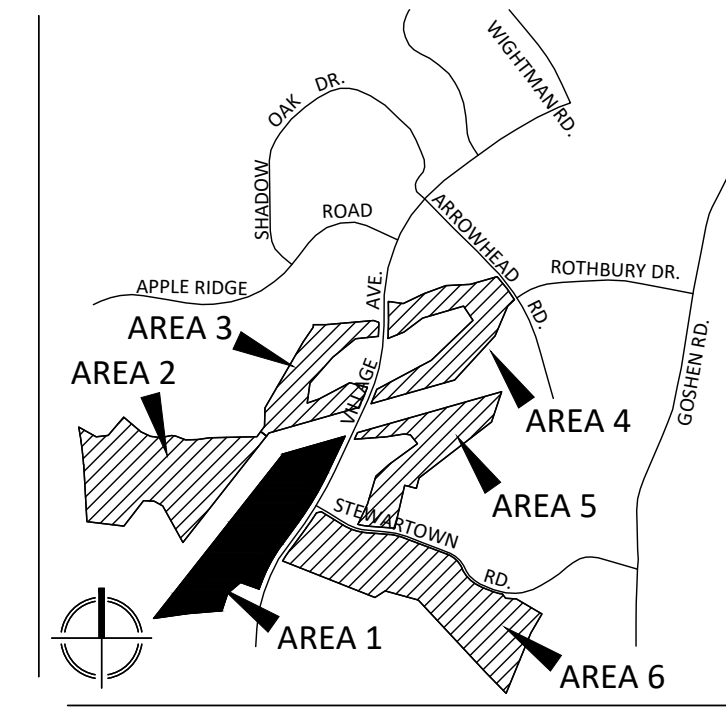 WIGHTMAN RD.
SHADOW OAK DR.
ARROWHEAD RD.
APPLE RIDGE ROAD
ROTHBURY DR.
VILLAGE AVE.
GOSHEN RD.
AREA 3
AREA 2
AREA 4
AREA 5
STEWARTOWN RD.
AREA 1
AREA 6